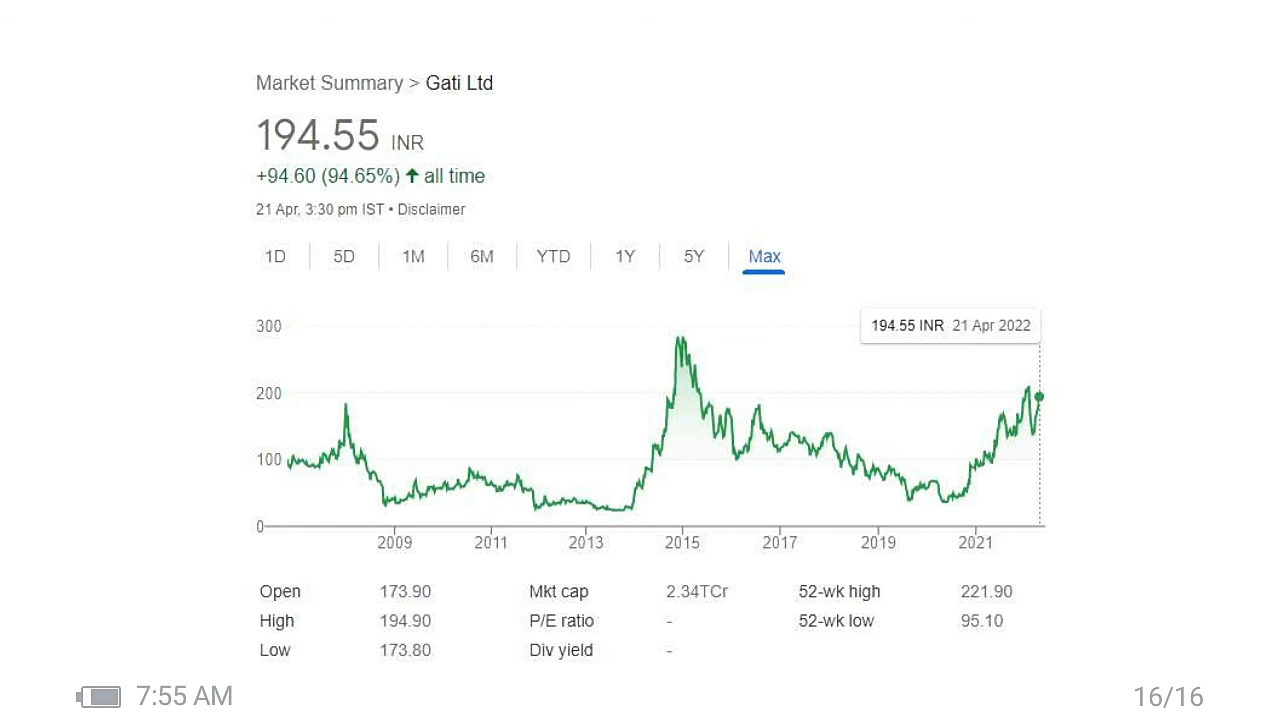 Market Summary > Gati Ltd
194.55 INR
+94.60 (94.65%) ↑ all time
21 Apr, 3:30 pm IST • Disclaimer
1D 5D 1M 6M YTD 1Y 5Y Max
194.55 INR 21 Apr 2022
300
200
100
0
2009 2011 2013 2015 2017 2019 2021
Open 173.90 Mkt cap 2.34TCr 52-wk high 221.90
High 194.90 P/E ratio - 52-wk low 95.10
Low 173.80 Div yield -
7:55 AM 16/16